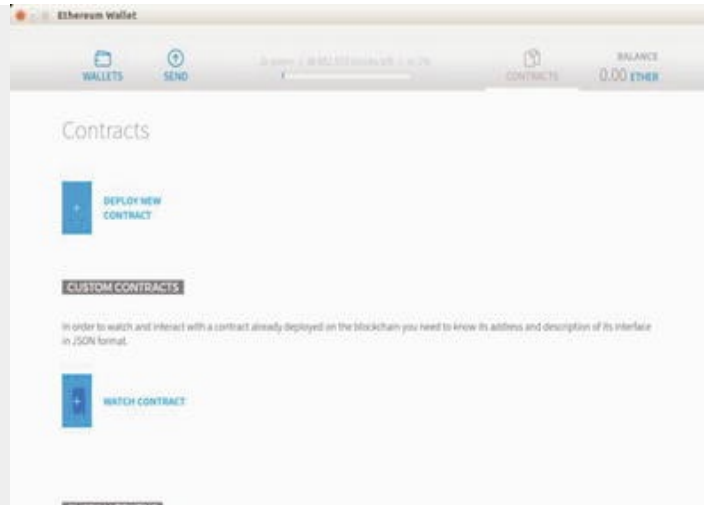 Ethereum Wallet
WALLETS
SEND
CONTRACTS
BALANCE
0.00 ETHER
Contracts
DEPLOY NEW
CONTRACT
CUSTOM CONTRACTS
In order to watch and interact with a contract already deployed on the blockchain you need to know its address and description of its interface
in JSON format.
WATCH CONTRACT